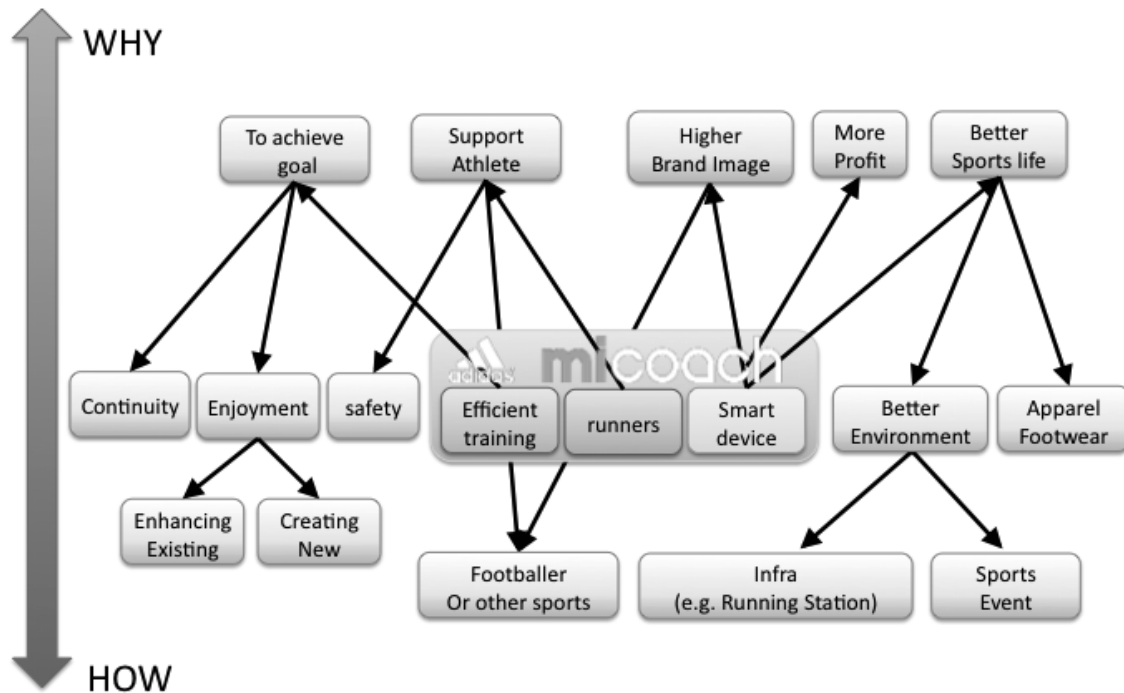 WHY
To achieve
goal
Support
Athlete
Higher
Brand Image
More
Profit
Better
Sports life
adidas
micoach
Continuity
Enjoyment
safety
Efficient
training
runners
Smart
device
Better
Environment
Apparel
Footwear
Enhancing
Existing
Creating
New
Footballer
Or other sports
Infra
(e.g. Running Station)
Sports
Event
HOW